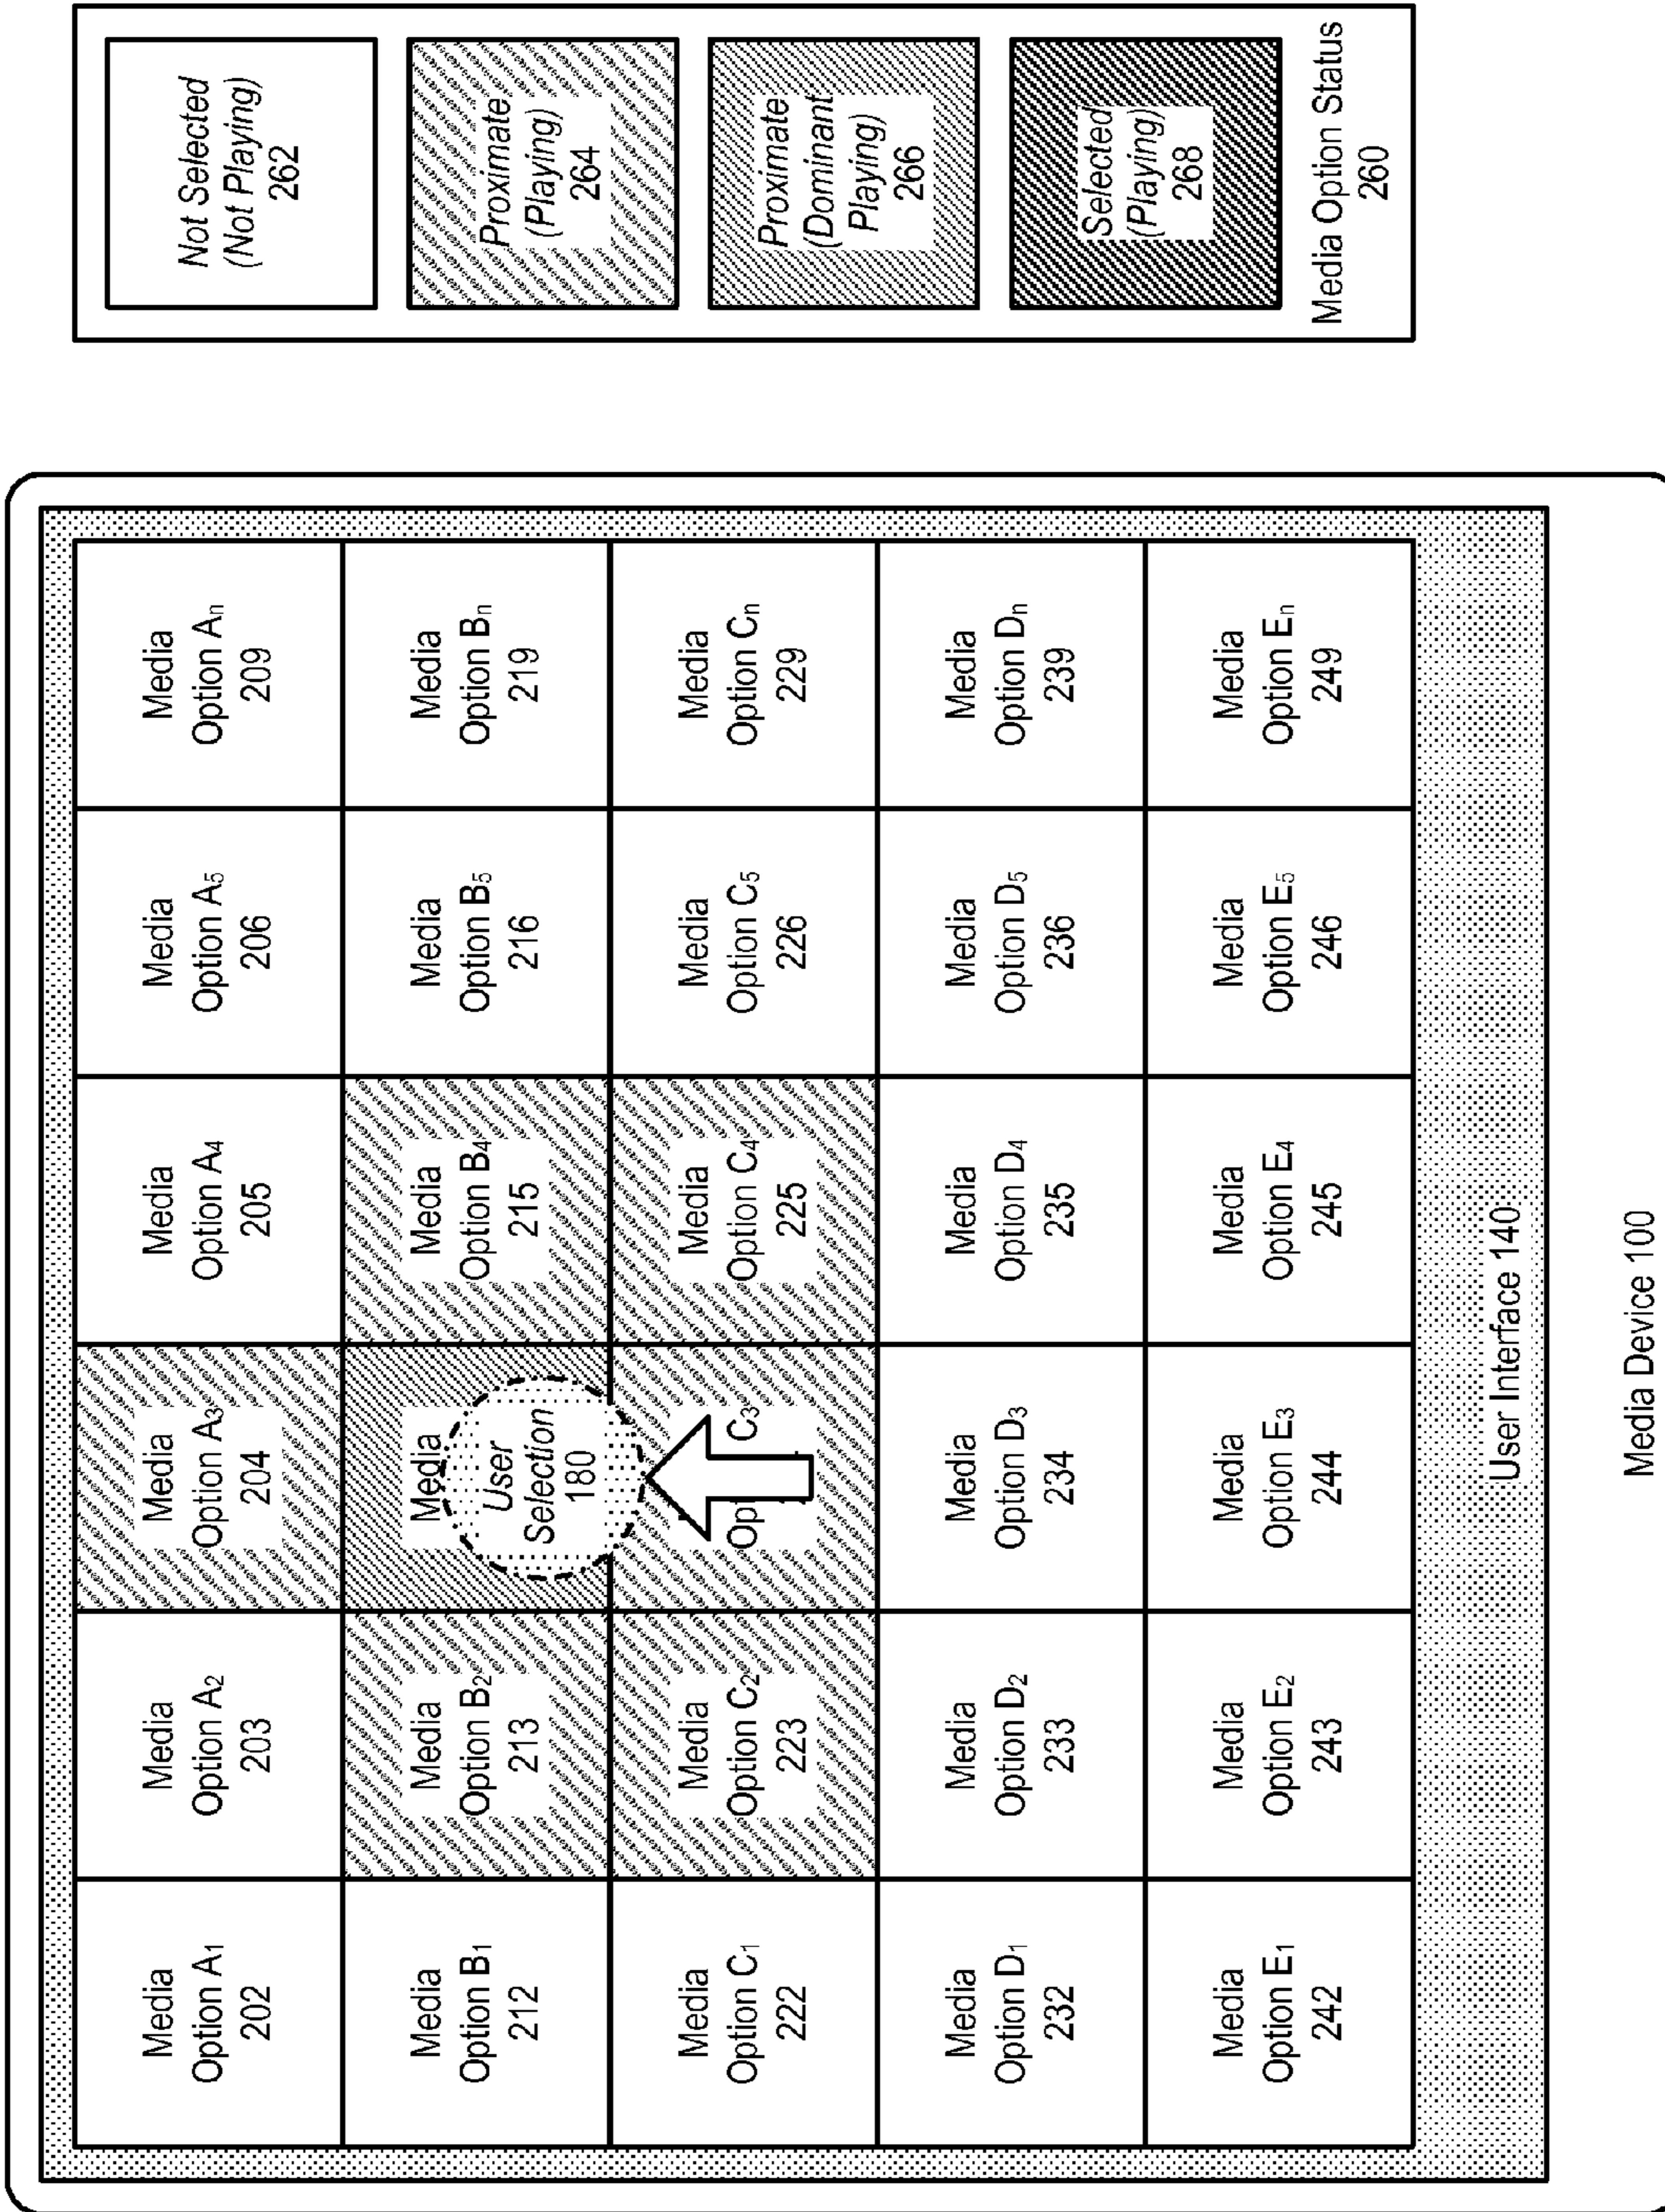 Media
Option A₁
202
Media
Option A₂
203
Media
Option A₃
204
Media
Option A₄
205
Media
Option A₅
206
Media
Option Aₙ
209
Media
Option B₁
212
Media
Option B₂
213
Media
User
Selection
180
Media
Option B₄
215
Media
Option B₅
216
Media
Option Bₙ
219
Media
Option C₁
222
Media
Option C₂
223
C₃
Media
Option C₄
225
Media
Option C₅
226
Media
Option Cₙ
229
Media
Option D₁
232
Media
Option D₂
233
Media
Option D₃
234
Media
Option D₄
235
Media
Option D₅
236
Media
Option Dₙ
239
Media
Option E₁
242
Media
Option E₂
243
Media
Option E₃
244
Media
Option E₄
245
Media
Option E₅
246
Media
Option Eₙ
249
User Interface 140
Media Device 100
Not Selected
(Not Playing)
262
Proximate
(Playing)
264
Proximate
(Dominant
Playing)
266
Selected
(Playing)
268
Media Option Status
260